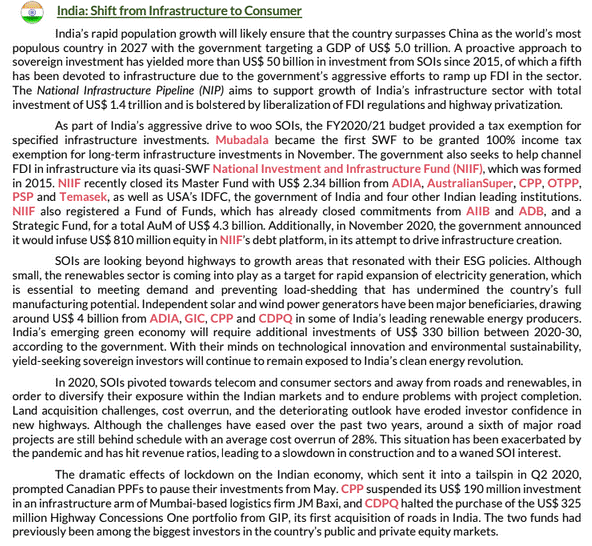 India: Shift from Infrastructure to Consumer
India's rapid population growth will likely ensure that the country surpasses China as the world's most
populous country in 2027 with the government targeting a GDP of US$ 5.0 trillion. A proactive approach to
sovereign investment has yielded more than US$ 50 billion in investment from SOIs since 2015, of which a fifth
has been devoted to infrastructure due to the government's aggressive efforts to ramp up FDI in the sector.
The National Infrastructure Pipeline (NIP) aims to support growth of India's infrastructure sector with total
investment of US$ 1.4 trillion and is bolstered by liberalization of FDI regulations and highway privatization.
As part of India's aggressive drive to woo SOIs, the FY2020/21 budget provided a tax exemption for
specified infrastructure investments. Mubadala became the first SWF to be granted 100% income tax
exemption for long-term infrastructure investments in November. The government also seeks to help channel
FDI in infrastructure via its quasi-SWF National Investment and Infrastructure Fund (NIIF), which was formed
in 2015. NIIF recently closed its Master Fund with US$ 2.34 billion from ADIA, AustralianSuper, CPP, OTPP,
PSP and Temasek, as well as USA's IDFC, the government of India and four other Indian leading institutions.
NIIF also registered a Fund of Funds, which has already closed commitments from AIIB and ADB, and a
Strategic Fund, for a total AuM of US$ 4.3 billion. Additionally, in November 2020, the government announced
it would infuse US$ 810 million equity in NIIF's debt platform, in its attempt to drive infrastructure creation.
SOIs are looking beyond highways to growth areas that resonated with their ESG policies. Although
small, the renewables sector is coming into play as a target for rapid expansion of electricity generation, which
is essential to meeting demand and preventing load-shedding that has undermined the country's full
manufacturing potential. Independent solar and wind power generators have been major beneficiaries, drawing
around US$ 4 billion from ADIA, GIC, CPP and CDPQ in some of India's leading renewable energy producers.
India's emerging green economy will require additional investments of US$ 330 billion between 2020-30,
according to the government. With their minds on technological innovation and environmental sustainability,
yield-seeking sovereign investors will continue to remain exposed to India's clean energy revolution.
In 2020, SOIs pivoted towards telecom and consumer sectors and away from roads and renewables, in
order to diversify their exposure within the Indian markets and to endure problems with project completion.
Land acquisition challenges, cost overrun, and the deteriorating outlook have eroded investor confidence in
new highways. Although the challenges have eased over the past two years, around a sixth of major road
projects are still behind schedule with an average cost overrun of 28%. This situation has been exacerbated by
the pandemic and has hit revenue ratios, leading to a slowdown in construction and to a waned SOI interest.
The dramatic effects of lockdown on the Indian economy, which sent it into a tailspin in Q2 2020,
prompted Canadian PPFs to pause their investments from May. CPP suspended its US$ 190 million investment
in an infrastructure arm of Mumbai-based logistics firm JM Baxi, and CDPQ halted the purchase of the US$ 325
million Highway Concessions One portfolio from GIP, its first acquisition of roads in India. The two funds had
previously been among the biggest investors in the country's public and private equity markets.